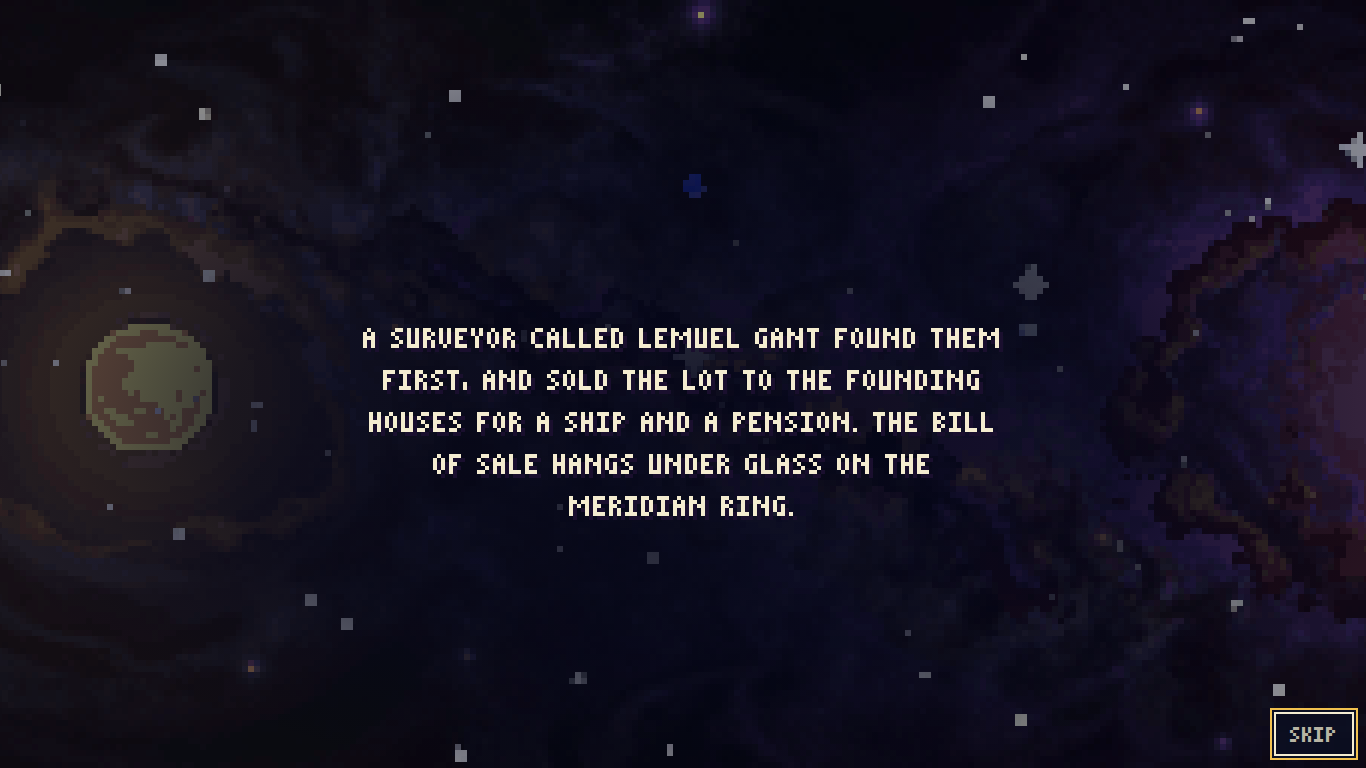 A SURVEYOR CALLED LEMUEL GANT FOUND THEM
FIRST, AND SOLD THE LOT TO THE FOUNDING
HOUSES FOR A SHIP AND A PENSION. THE BILL
OF SALE HANGS UNDER GLASS ON THE
MERIDIAN RING.
SKIP